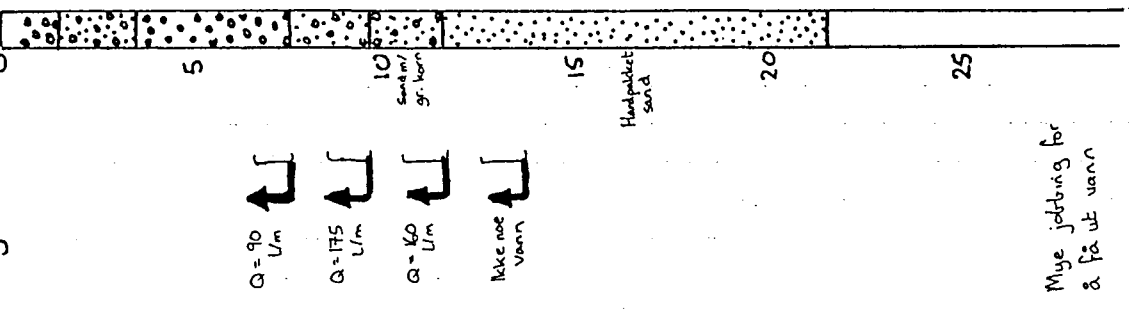 0
5
10
Sand m/
gr. korn
15
Hardpakket
sand
20
25
Q = 90
L/m
Q = 175
L/m
Q = 160
L/m
Ikke noe
vann
Mye jobbing for
å få ut vann